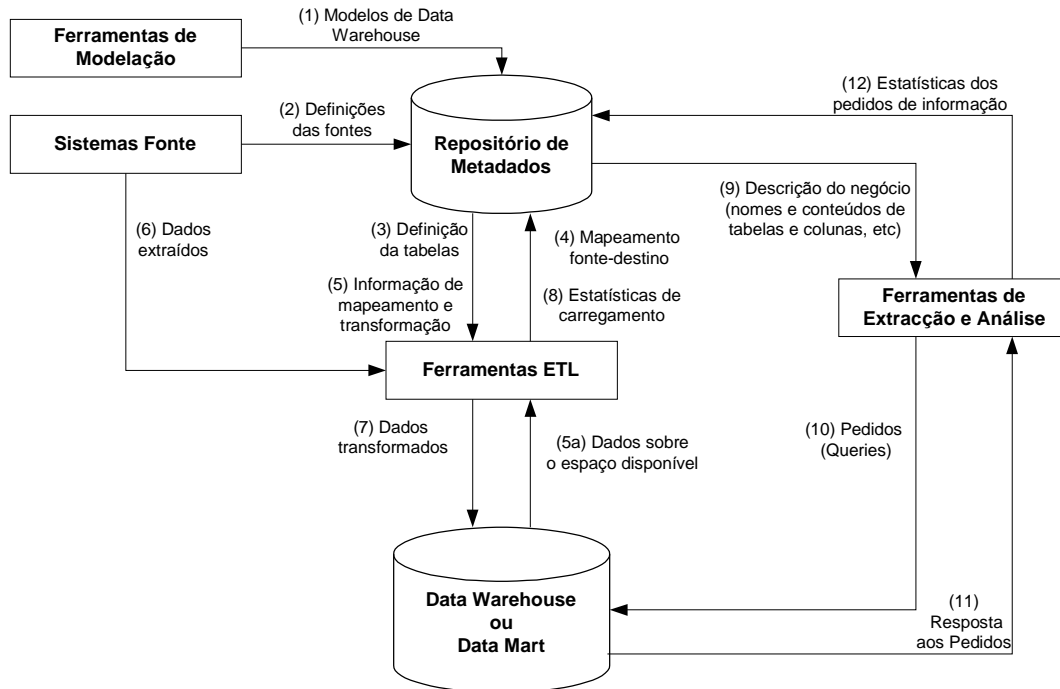 (1) Modelos de Data
Warehouse
Ferramentas de
Modelação
(12) Estatísticas dos
pedidos de informação
(2) Definições
das fontes
Sistemas Fonte
Repositório de
Metadados
(9) Descrição do negócio
(nomes e conteúdos de
tabelas e colunas, etc)
(6) Dados
extraídos
(3) Definição
da tabelas
(4) Mapeamento
fonte-destino
(5) Informação de
mapeamento e
transformação
(8) Estatísticas de
carregamento
Ferramentas de
Extracção e Análise
Ferramentas ETL
(7) Dados
transformados
(5a) Dados sobre
o espaço disponível
(10) Pedidos
(Queries)
Data Warehouse
ou
Data Mart
(11)
Resposta
aos Pedidos